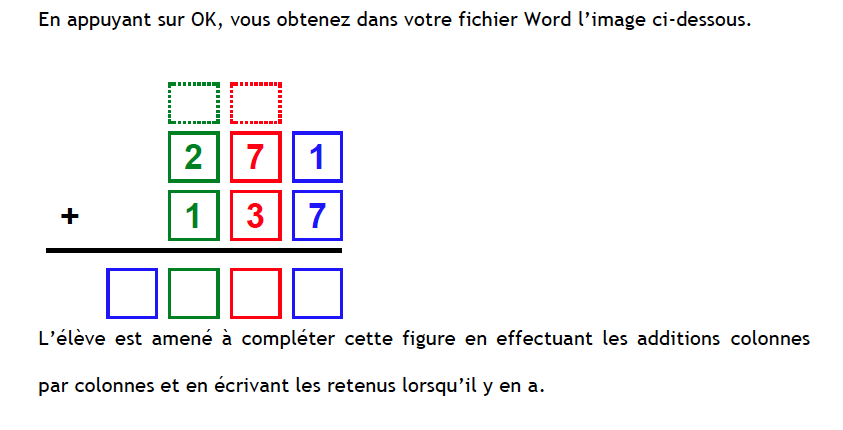 En appuyant sur OK, vous obtenez dans votre fichier Word l’image ci-dessous.
2 7 1
+ 1 3 7
L’élève est amené à compléter cette figure en effectuant les additions colonnes
par colonnes et en écrivant les retenus lorsqu’il y en a.